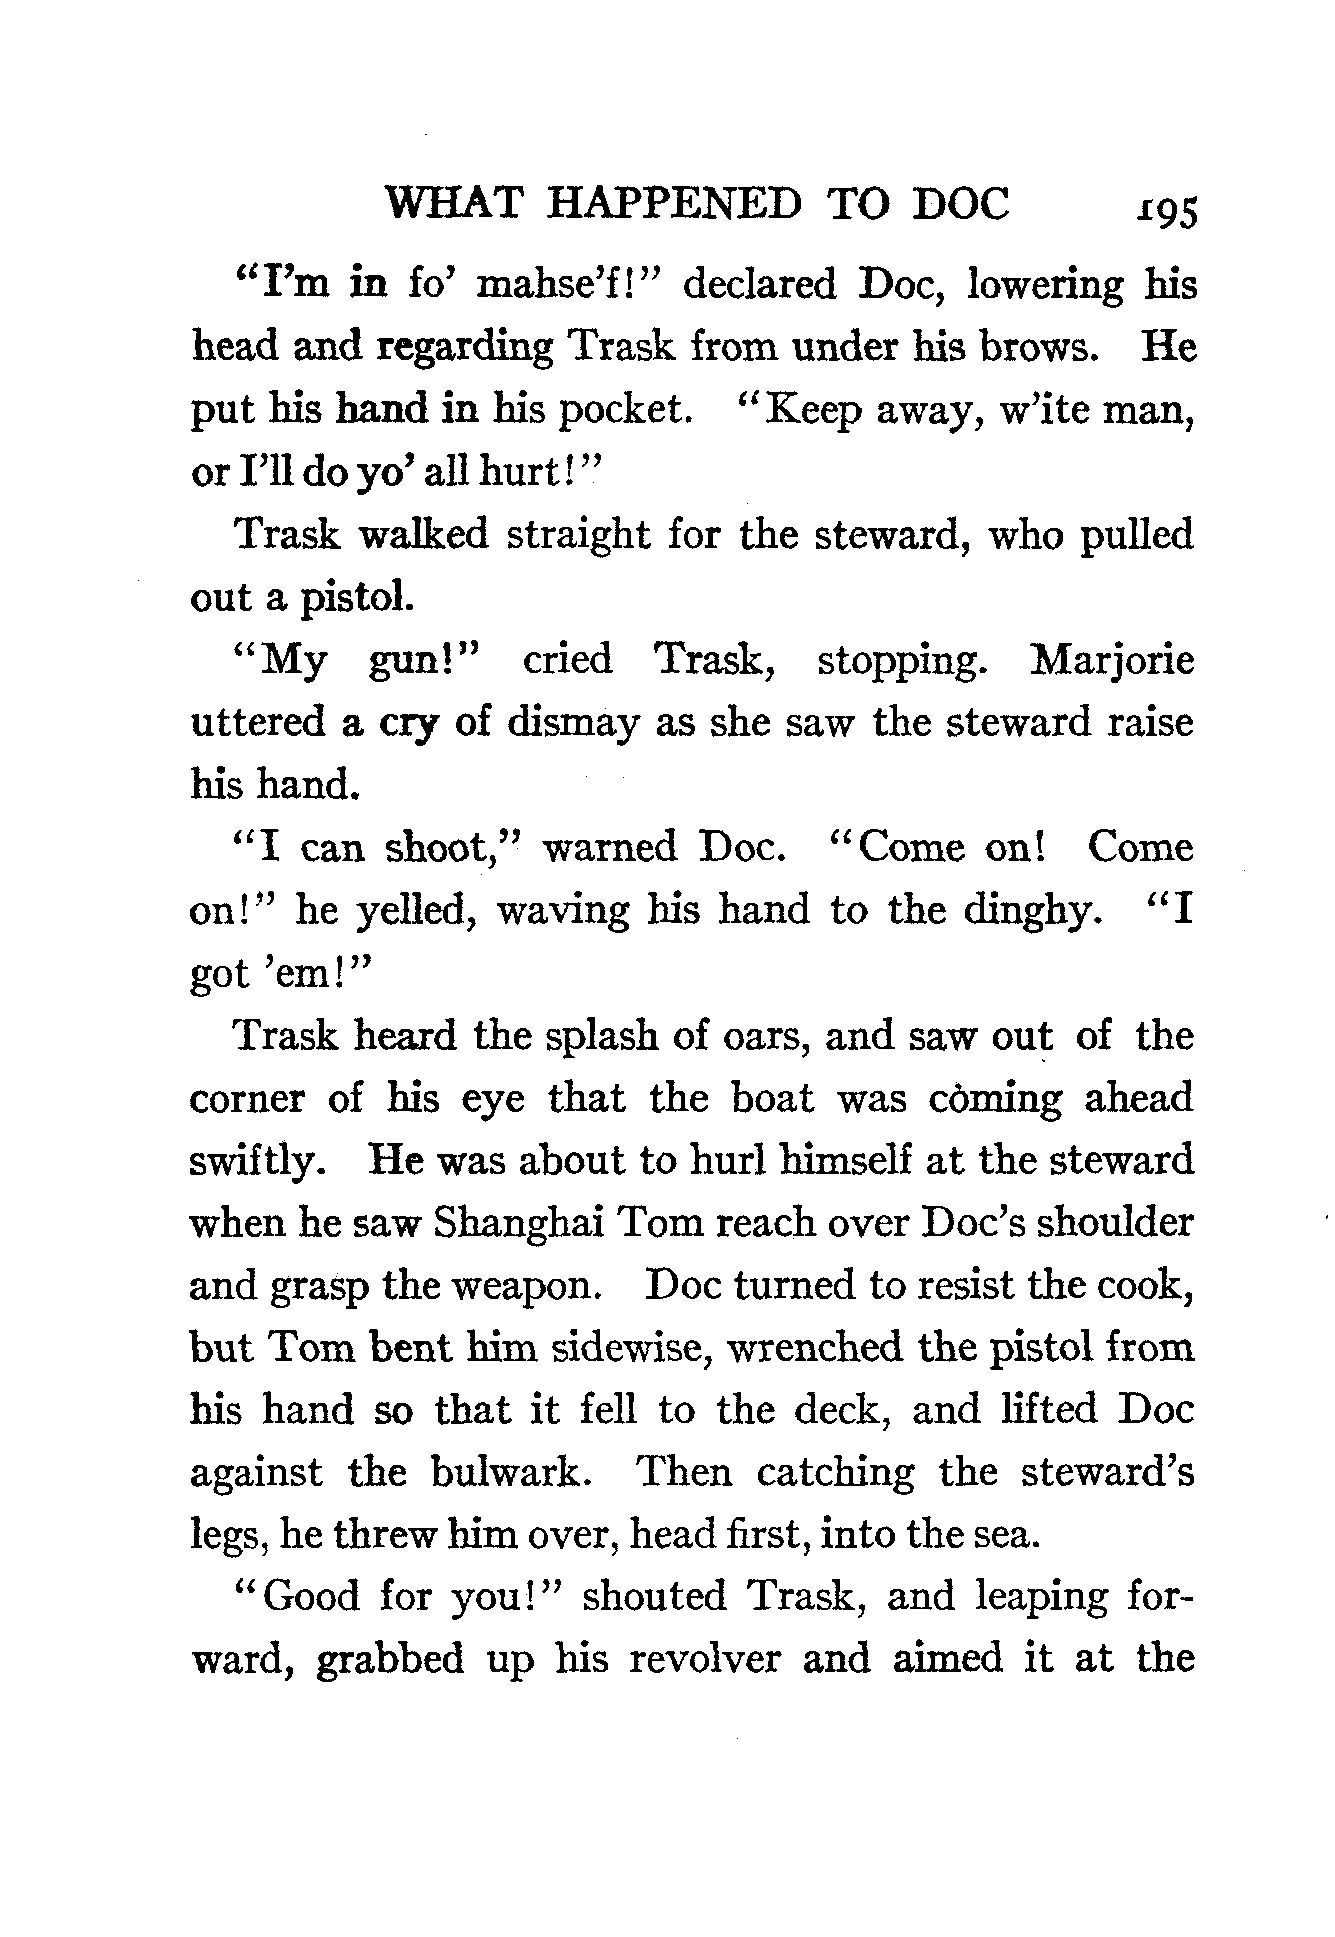 WHAT HAPPENED TO DOC 195
"I'm in fo' mahse'f!" declared Doc, lowering his
head and regarding Trask from under his brows. He
put his hand in his pocket. "Keep away, w'ite man,
or I'll do yo' all hurt!"
Trask walked straight for the steward, who pulled
out a pistol.
"My gun!" cried Trask, stopping. Marjorie
uttered a cry of dismay as she saw the steward raise
his hand.
"I can shoot," warned Doc. "Come on! Come
on!" he yelled, waving his hand to the dinghy. "I
got 'em!"
Trask heard the splash of oars, and saw out of the
corner of his eye that the boat was coming ahead
swiftly. He was about to hurl himself at the steward
when he saw Shanghai Tom reach over Doc's shoulder
and grasp the weapon. Doc turned to resist the cook,
but Tom bent him sidewise, wrenched the pistol from
his hand so that it fell to the deck, and lifted Doc
against the bulwark. Then catching the steward's
legs, he threw him over, head first, into the sea.
"Good for you!" shouted Trask, and leaping for-
ward, grabbed up his revolver and aimed it at the